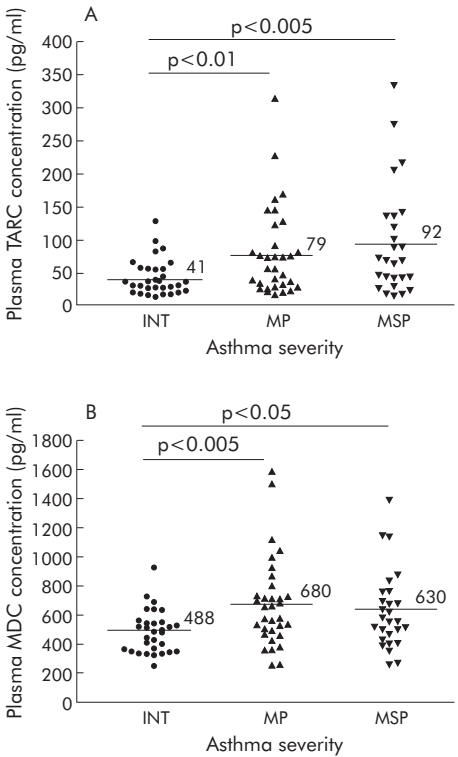 A
p<0.005
p<0.01
Plasma TARC concentration (pg/ml)
400
350
300
250
200
150
100
50
0
41
79
92
INT MP MSP
Asthma severity
B
p<0.05
p<0.005
Plasma MDC concentration (pg/ml)
1800
1600
1400
1200
1000
800
600
400
200
0
488
680
630
INT MP MSP
Asthma severity